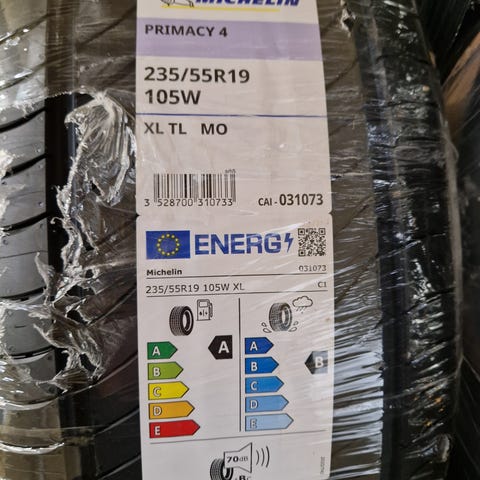 MICHELIN
PRIMACY 4
235/55R19
105W
XL TL MO
3 528700 310733
CAI - 031073
ENERG
Michelin 031073
235/55R19 105W XL C1
A A A B
B B
C C
D D
E E
70dB
B